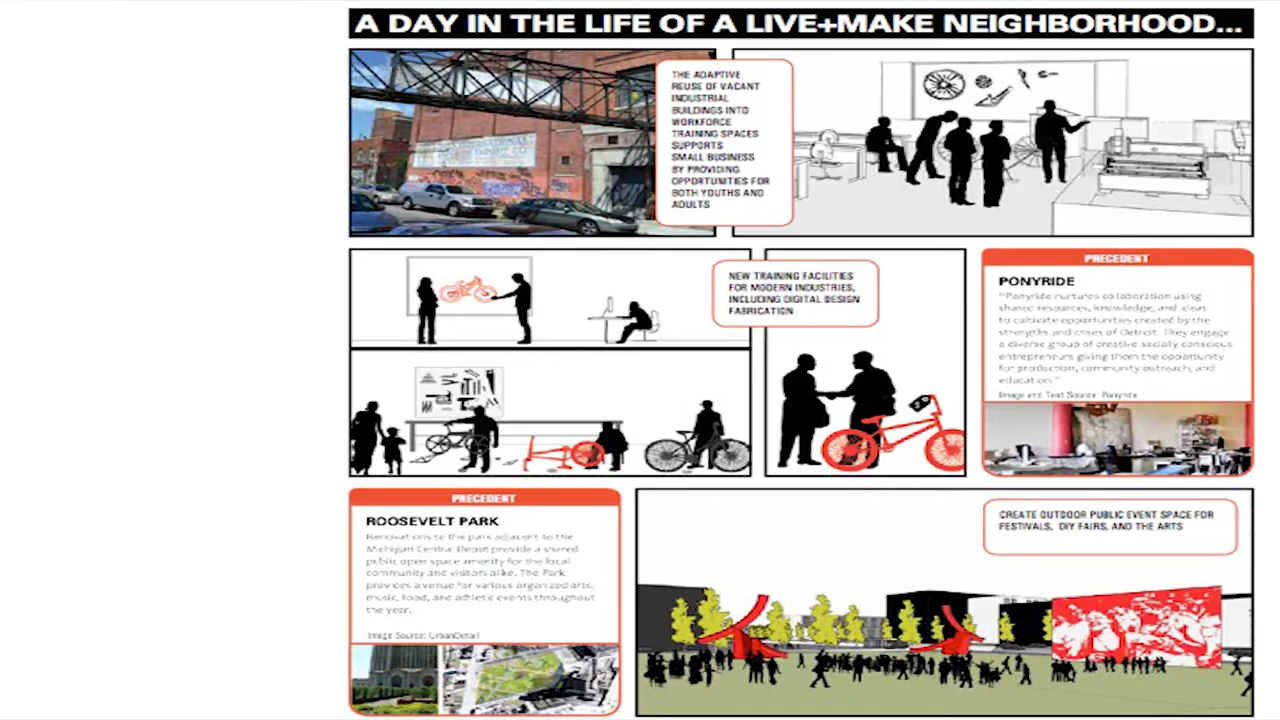 A DAY IN THE LIFE OF A LIVE+MAKE NEIGHBORHOOD...
THE ADAPTIVE
REUSE OF VACANT
INDUSTRIAL
BUILDINGS INTO
WORKFORCE
TRAINING SPACES
SUPPORTS
SMALL BUSINESS
BY PROVIDING
OPPORTUNITIES FOR
BOTH YOUTHS AND
ADULTS
NEW TRAINING FACILITIES
FOR MODERN INDUSTRIES,
INCLUDING DIGITAL DESIGN
FABRICATION
PRECEDENT
PONYRIDE
"Ponyride nurtures collaboration using
shared resources, knowledge, and ideas
to cultivate opportunities created by the
strengths and crises of Detroit. They engage
a diverse group of creative socially conscious
entrepreneurs giving them the opportunity
for production, community outreach, and
education."
Image and Text Source: Ponyride
PRECEDENT
ROOSEVELT PARK
Renovations to the park adjacent to the
Michigan Central Depot provide a shared
public open space amenity for the local
community and visitors alike. The Park
provides a venue for various organized arts,
music, food, and athletic events throughout
the year.
Image Source: UrbanDetail
CREATE OUTDOOR PUBLIC EVENT SPACE FOR
FESTIVALS, DIY FAIRS, AND THE ARTS